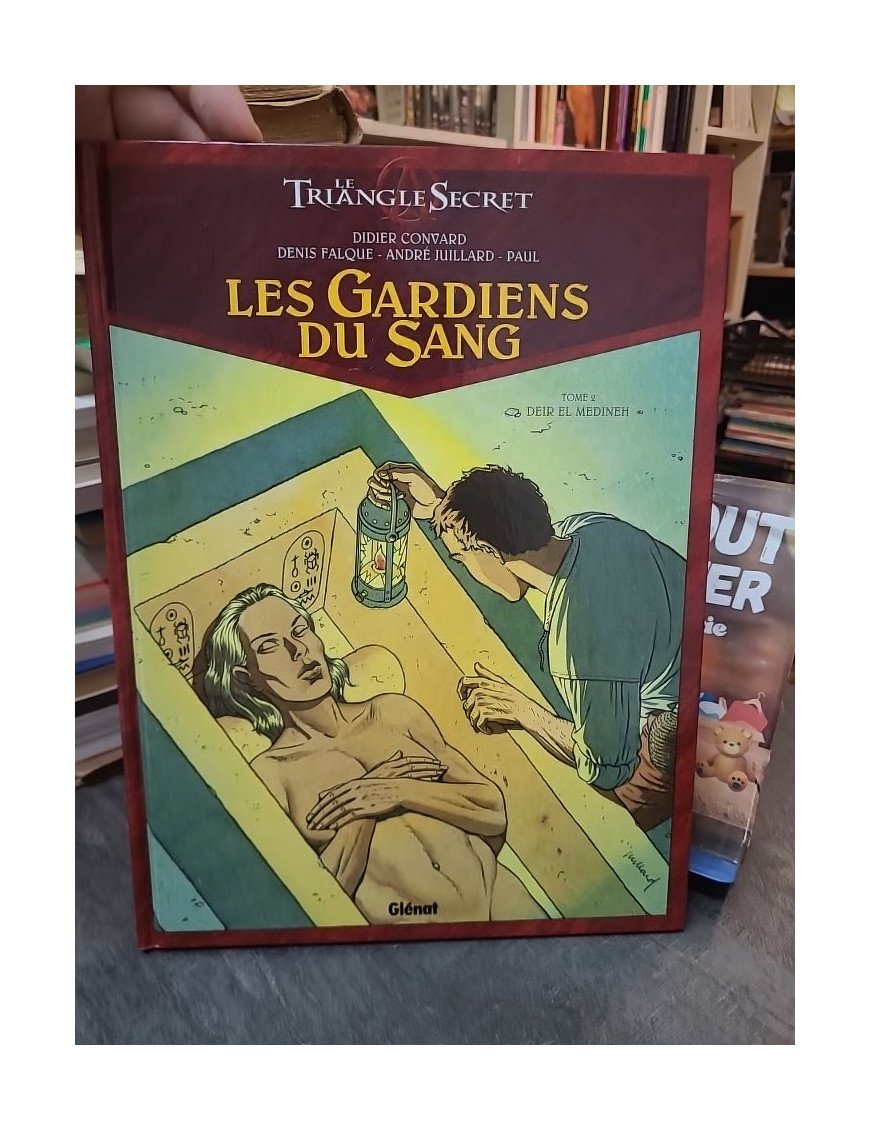 LE
TRIANGLE SECRET
DIDIER CONVARD
DENIS FALQUE - ANDRÉ JUILLARD - PAUL
LES GARDIENS
DU SANG
TOME 2
DEIR EL MEDINEH
Juillard
Glénat
OUT
ER
ie